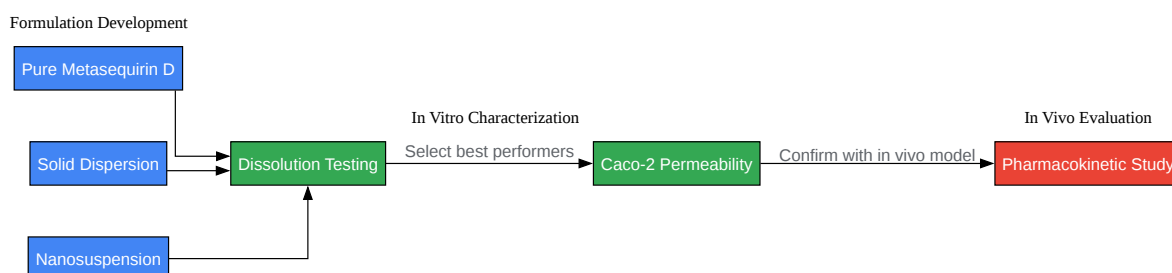 Formulation Development
Pure Metasequirin D
In Vitro Characterization
In Vivo Evaluation
Solid Dispersion
Dissolution Testing
Select best performers
Caco-2 Permeability
Confirm with in vivo model
Pharmacokinetic Study
Nanosuspension